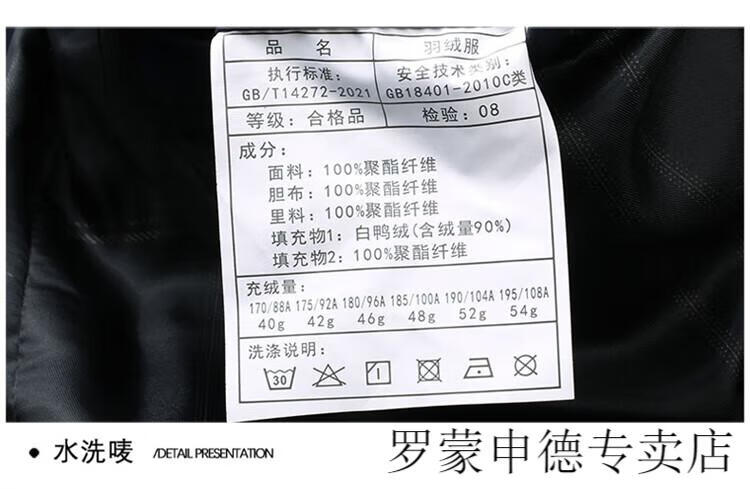 品 名 羽绒服
执行标准: 安全技术类别:
GB/T14272-2021 GB18401-2010C类
等级: 合格品 检验: 08
成分:
面料: 100%聚酯纤维
胆布: 100%聚酯纤维
里料: 100%聚酯纤维
填充物1: 白鸭绒(含绒量90%)
填充物2: 100%聚酯纤维
充绒量:
170/88A 175/92A 180/96A 185/100A 190/104A 195/108A
40g 42g 46g 48g 52g 54g
洗涤说明:
30
• 水洗唛 /DETAIL PRESENTATION
罗蒙申德专卖店